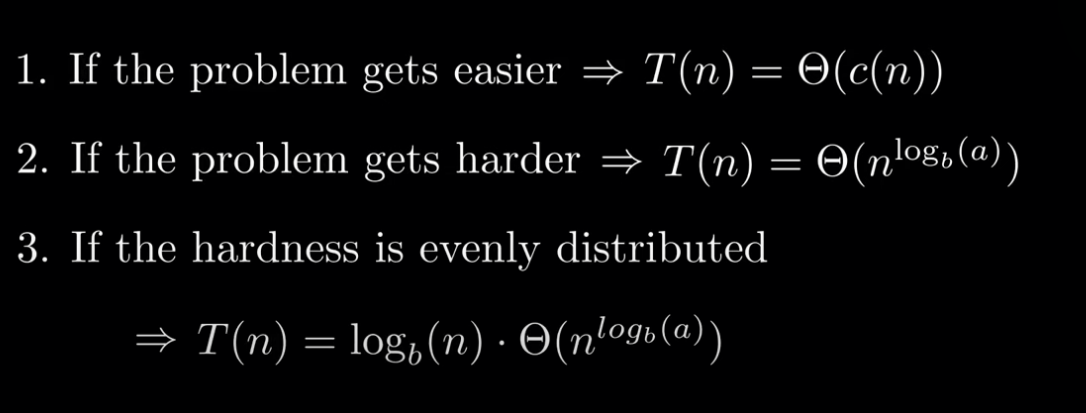 1. If the problem gets easier ⇒ T(n) = Θ(c(n))
2. If the problem gets harder ⇒ T(n) = Θ(n^{log_b(a)})
3. If the hardness is evenly distributed
⇒ T(n) = log_b(n) · Θ(n^{log_b(a)})